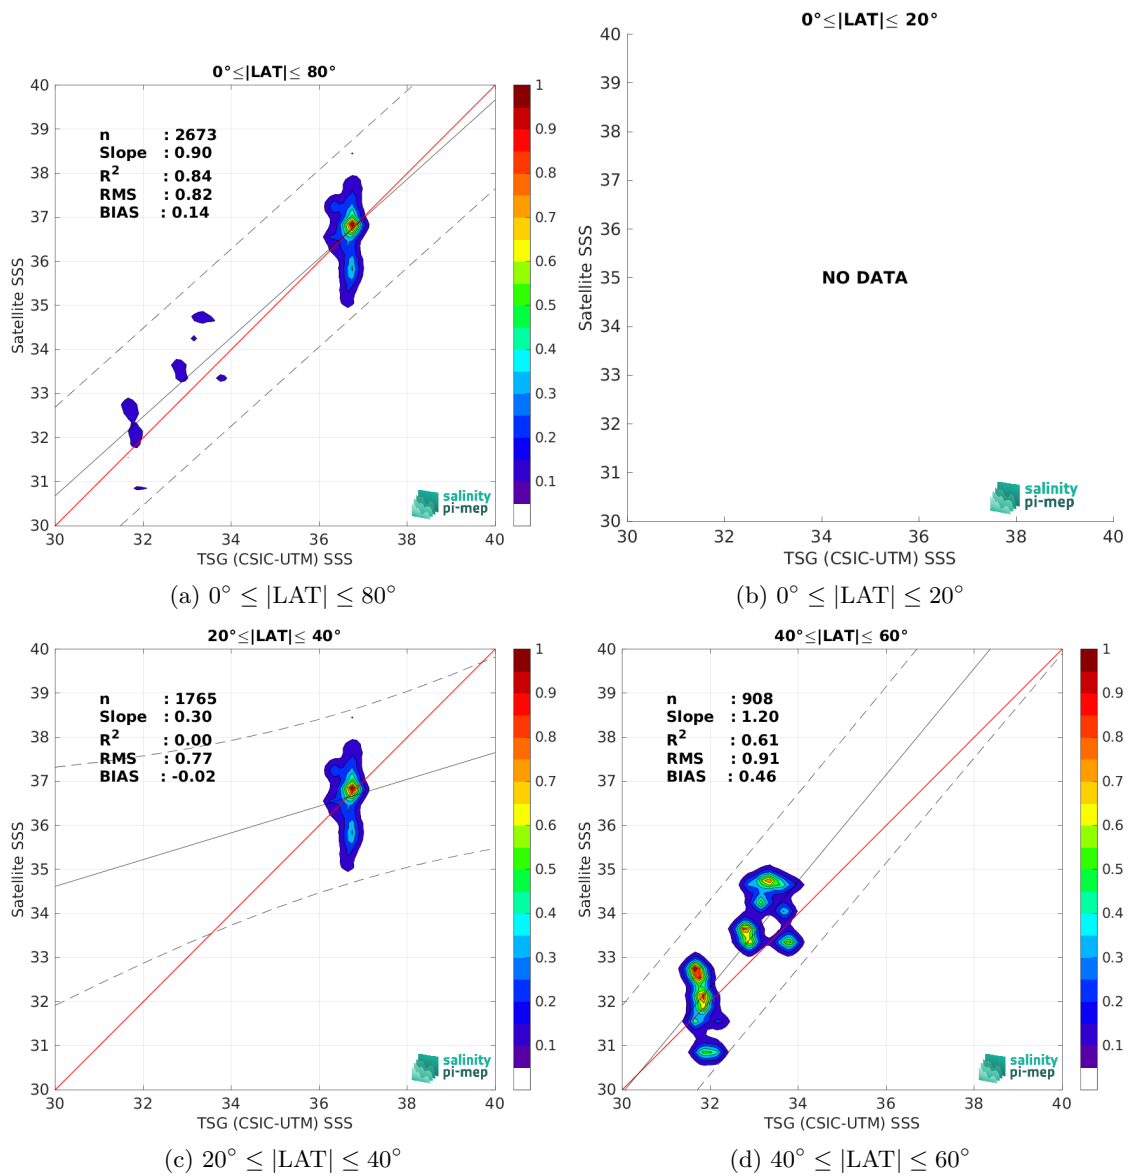 0°≤|LAT|≤ 80°
40
39
38
37
36
35
34
33
32
31
30
n : 2673
Slope : 0.90
R2 : 0.84
RMS : 0.82
BIAS : 0.14
Satellite SSS
30 32 34 36 38 40
TSG (CSIC-UTM) SSS
salinity
pi-mep
1
0.9
0.8
0.7
0.6
0.5
0.4
0.3
0.2
0.1
(a) 0° ≤ |LAT| ≤ 80°
0°≤|LAT|≤ 20°
40
39
38
37
36
35
34
33
32
31
30
Satellite SSS
NO DATA
salinity
pi-mep
30 32 34 36 38 40
TSG (CSIC-UTM) SSS
(b) 0° ≤ |LAT| ≤ 20°
20°≤|LAT|≤ 40°
40
39
38
37
36
35
34
33
32
31
30
n : 1765
Slope : 0.30
R2 : 0.00
RMS : 0.77
BIAS : -0.02
Satellite SSS
30 32 34 36 38 40
TSG (CSIC-UTM) SSS
salinity
pi-mep
1
0.9
0.8
0.7
0.6
0.5
0.4
0.3
0.2
0.1
(c) 20° ≤ |LAT| ≤ 40°
40°≤|LAT|≤ 60°
40
39
38
37
36
35
34
33
32
31
30
n : 908
Slope : 1.20
R2 : 0.61
RMS : 0.91
BIAS : 0.46
Satellite SSS
30 32 34 36 38 40
TSG (CSIC-UTM) SSS
salinity
pi-mep
1
0.9
0.8
0.7
0.6
0.5
0.4
0.3
0.2
0.1
(d) 40° ≤ |LAT| ≤ 60°